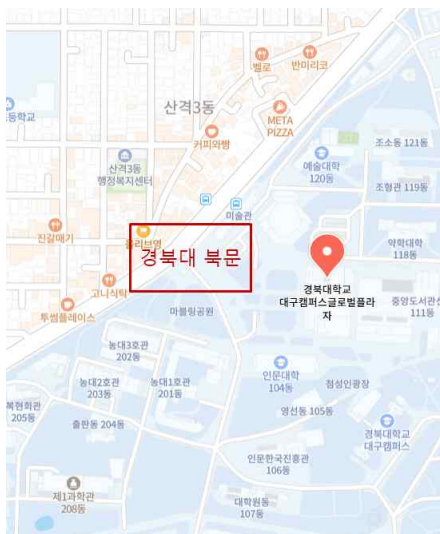 벨로
반미리코
산격3동
등학교
META
PIZZA
커피와빵
조소동 121동
예술대학
120동
산격3동
행정복지센터
조형관 119동
미술관
진갈매기
올리브영
경북대 북문
약학대학
118동
경북대학교
대구캠퍼스글로벌플라
자
고니식탁
투썸플레이스
마블링공원
중앙도서관신
111동
농대3호관
202동
인문대학
104동
첨성인광장
농대2호관
203동
농대1호관
201동
복현회관
205동
출판동 204동
영선동 105동
경북대학교
대구캠퍼스
인문한국진흥관
106동
제1과학관
208동
대학원동
107동